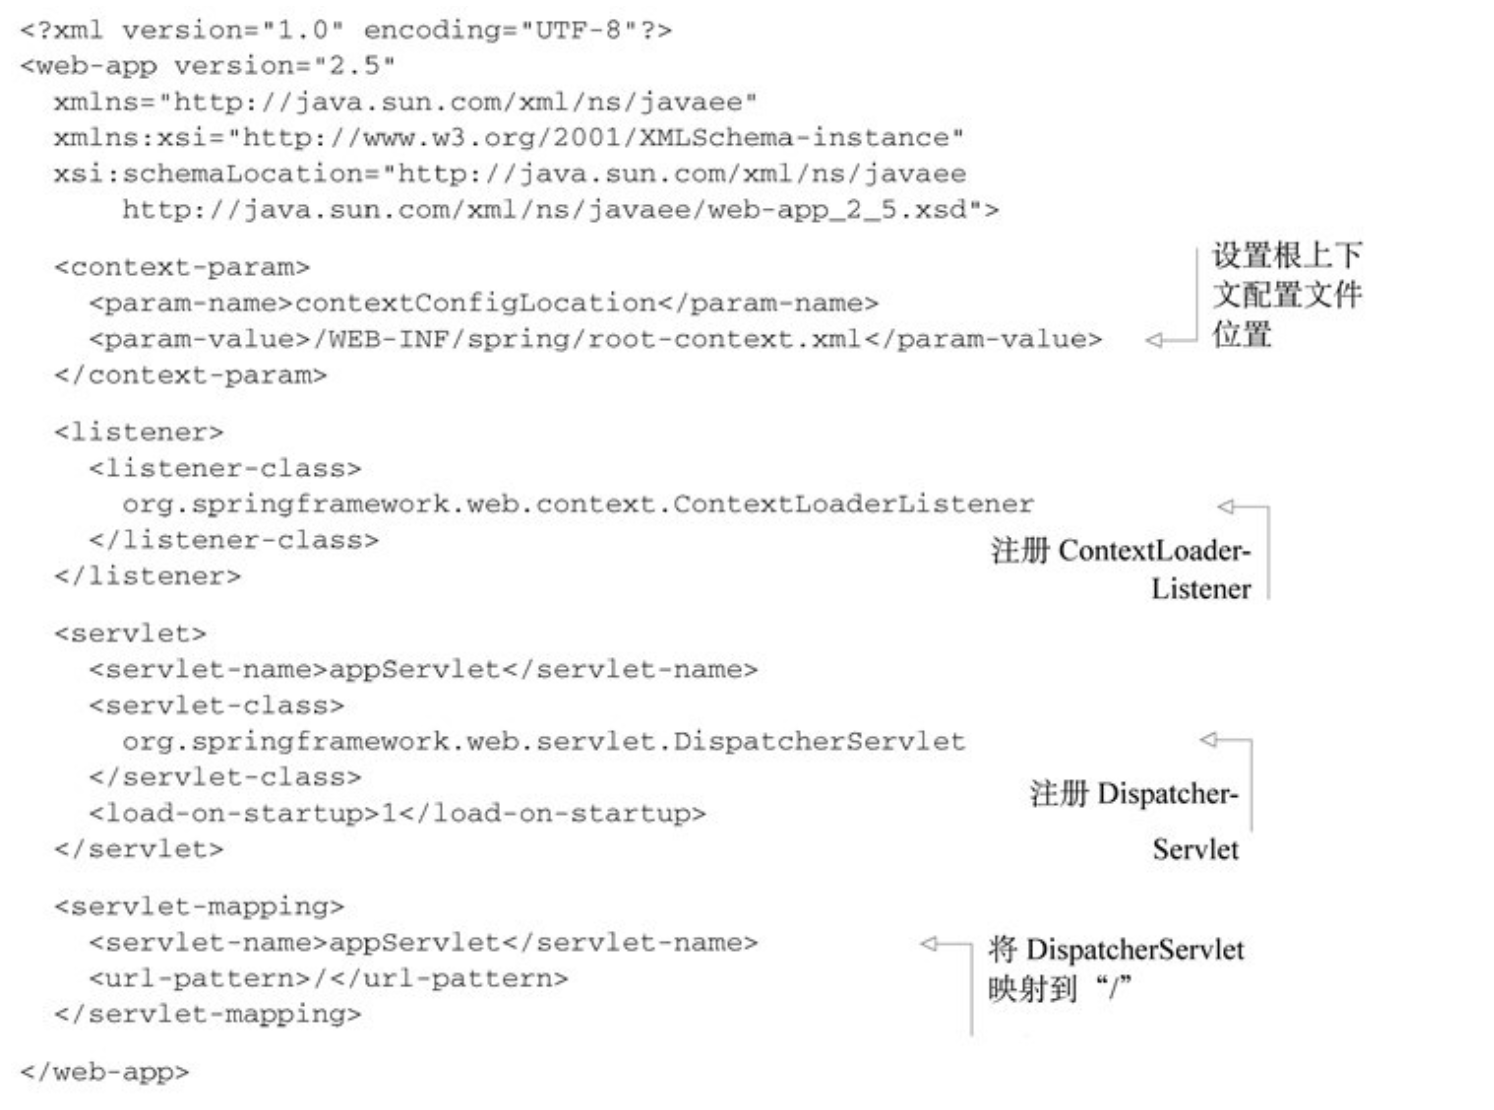 <?xml version="1.0" encoding="UTF-8"?>
<web-app version="2.5"
xmlns="http://java.sun.com/xml/ns/javaee"
xmlns:xsi="http://www.w3.org/2001/XMLSchema-instance"
xsi:schemaLocation="http://java.sun.com/xml/ns/javaee
http://java.sun.com/xml/ns/javaee/web-app_2_5.xsd">
<context-param>
<param-name>contextConfigLocation</param-name>
<param-value>/WEB-INF/spring/root-context.xml</param-value>
</context-param>
设置根上下
文配置文件
位置
<listener>
<listener-class>
org.springframework.web.context.ContextLoaderListener
</listener-class>
</listener>
注册 ContextLoader-
Listener
<servlet>
<servlet-name>appServlet</servlet-name>
<servlet-class>
org.springframework.web.servlet.DispatcherServlet
</servlet-class>
<load-on-startup>1</load-on-startup>
</servlet>
注册 Dispatcher-
Servlet
<servlet-mapping>
<servlet-name>appServlet</servlet-name>
<url-pattern>/</url-pattern>
</servlet-mapping>
将 DispatcherServlet
映射到“/”
</web-app>